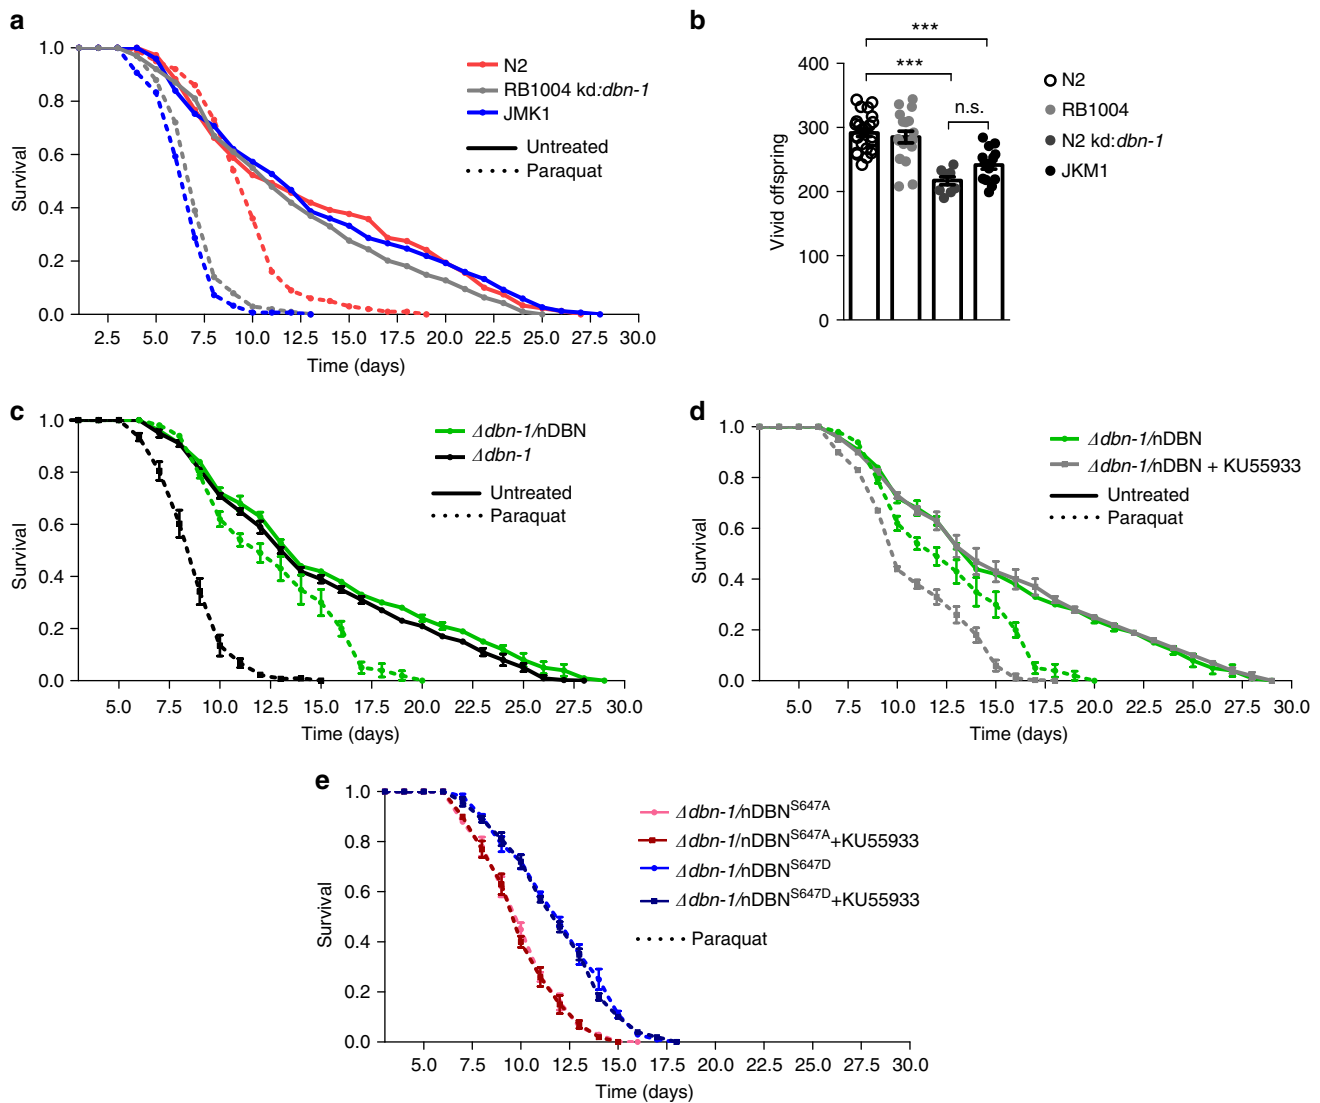 a
1.0
0.8
0.6
0.4
0.2
0.0
Survival
2.5 5.0 7.5 10.0 12.5 15.0 17.5 20.0 22.5 25.0 27.5 30.0
Time (days)
N2
RB1004 kd:dbn-1
JMK1
Untreated
Paraquat
b
***
***
n.s.
400
300
200
100
0
Vivid offspring
N2
RB1004
N2 kd:dbn-1
JKM1
c
1.0
0.8
0.6
0.4
0.2
0.0
Survival
5.0 7.5 10.0 12.5 15.0 17.5 20.0 22.5 25.0 27.5 30.0
Time (days)
Δdbn-1/nDBN
Δdbn-1
Untreated
Paraquat
d
1.0
0.8
0.6
0.4
0.2
0.0
Survival
5.0 7.5 10.0 12.5 15.0 17.5 20.0 22.5 25.0 27.5 30.0
Time (days)
Δdbn-1/nDBN
Δdbn-1/nDBN + KU55933
Untreated
Paraquat
e
1.0
0.8
0.6
0.4
0.2
0.0
Survival
5.0 7.5 10.0 12.5 15.0 17.5 20.0 22.5 25.0 27.5 30.0
Time (days)
Δdbn-1/nDBN^S647A
Δdbn-1/nDBN^S647A+KU55933
Δdbn-1/nDBN^S647D
Δdbn-1/nDBN^S647D+KU55933
Paraquat